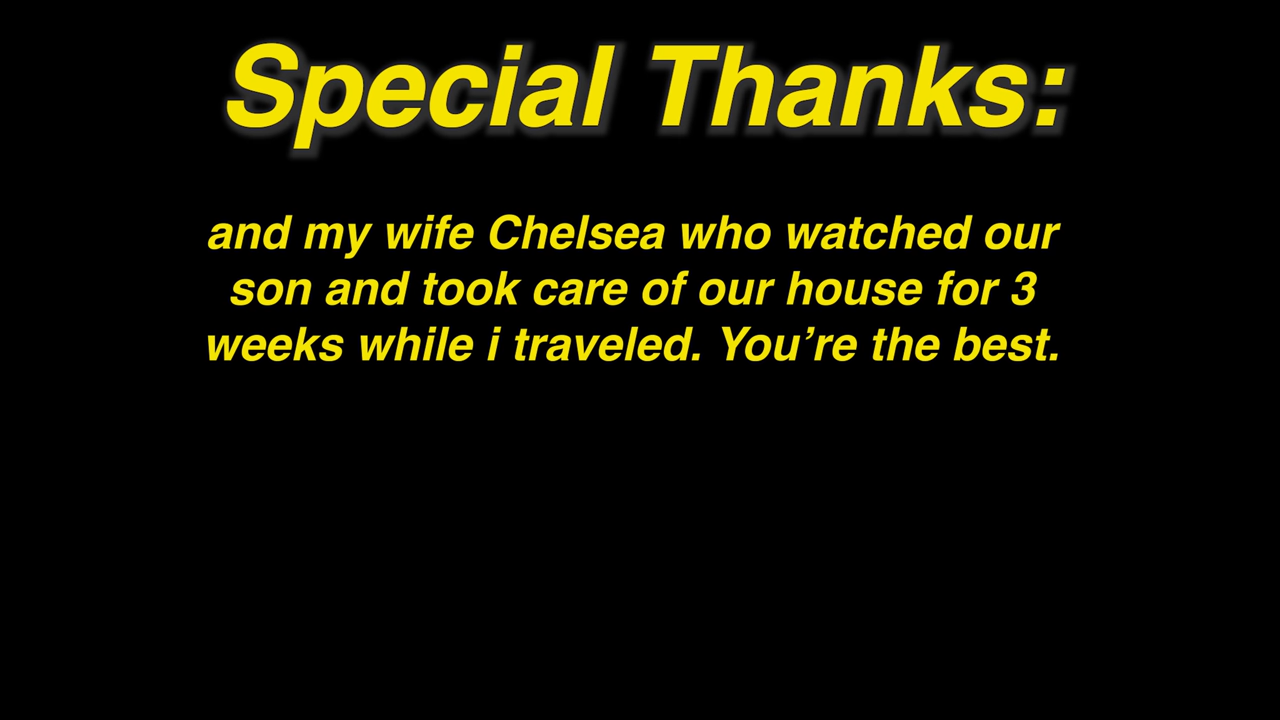 Special Thanks:
and my wife Chelsea who watched our
son and took care of our house for 3
weeks while i traveled. You’re the best.